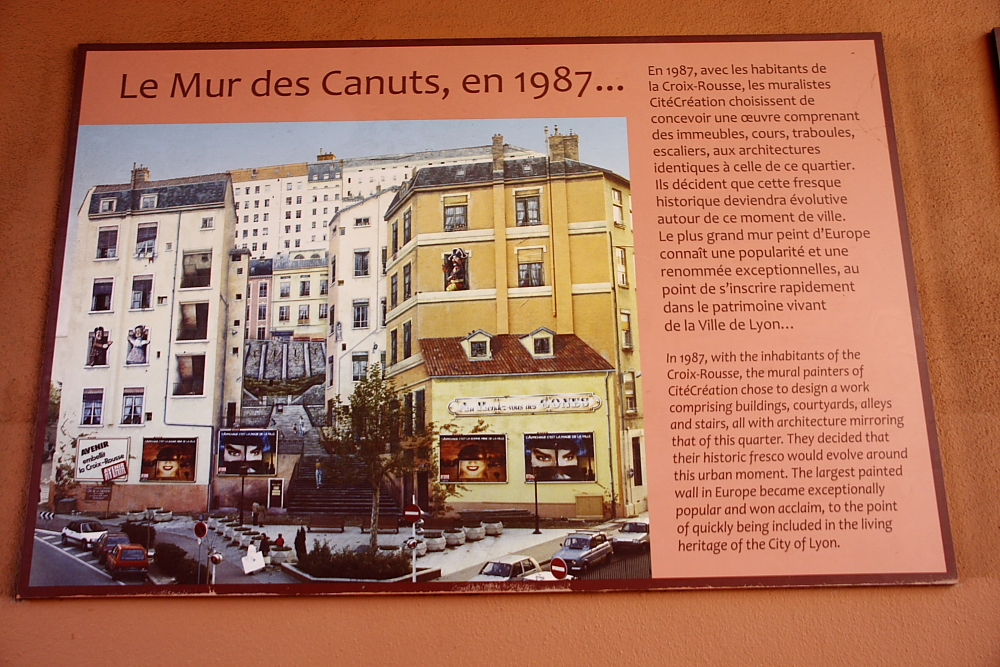 Le Mur des Canuts, en 1987...
En 1987, avec les habitants de
la Croix-Rousse, les muralistes
CitéCréation choisissent de
concevoir une œuvre comprenant
des immeubles, cours, traboules,
escaliers, aux architectures
identiques à celle de ce quartier.
Ils décident que cette fresque
historique deviendra évolutive
autour de ce moment de ville.
Le plus grand mur peint d'Europe
connaît une popularité et une
renommée exceptionnelles, au
point de s'inscrire rapidement
dans le patrimoine vivant
de la Ville de Lyon...
In 1987, with the inhabitants of the
Croix-Rousse, the mural painters of
CitéCréation chose to design a work
comprising buildings, courtyards, alleys
and stairs, all with architecture mirroring
that of this quarter. They decided that
their historic fresco would evolve around
this urban moment. The largest painted
wall in Europe became exceptionally
popular and won acclaim, to the point
of quickly being included in the living
heritage of the City of Lyon.
AVENIR
embellit
la Croix-Rousse